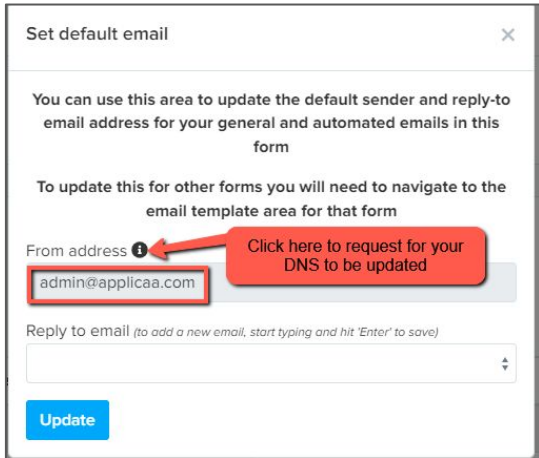 Set default email ×
You can use this area to update the default sender and reply-to
email address for your general and automated emails in this
form
To update this for other forms you will need to navigate to the
email template area for that form
From address
Click here to request for your
DNS to be updated
admin@applicaa.com
Reply to email (to add a new email, start typing and hit 'Enter' to save)
Update